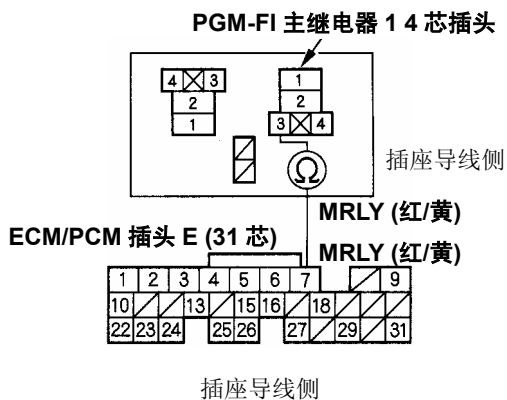 PGM-FI 主继电器 1 4 芯插头
4 3
2
1
1
2
3 4
Ω
插座导线侧
MRLY (红/黄)
ECM/PCM 插头 E (31 芯)
MRLY (红/黄)
1 2 3 4 5 6 7 9
10 13 15 16 18
22 23 24 25 26 27 29 31
插座导线侧